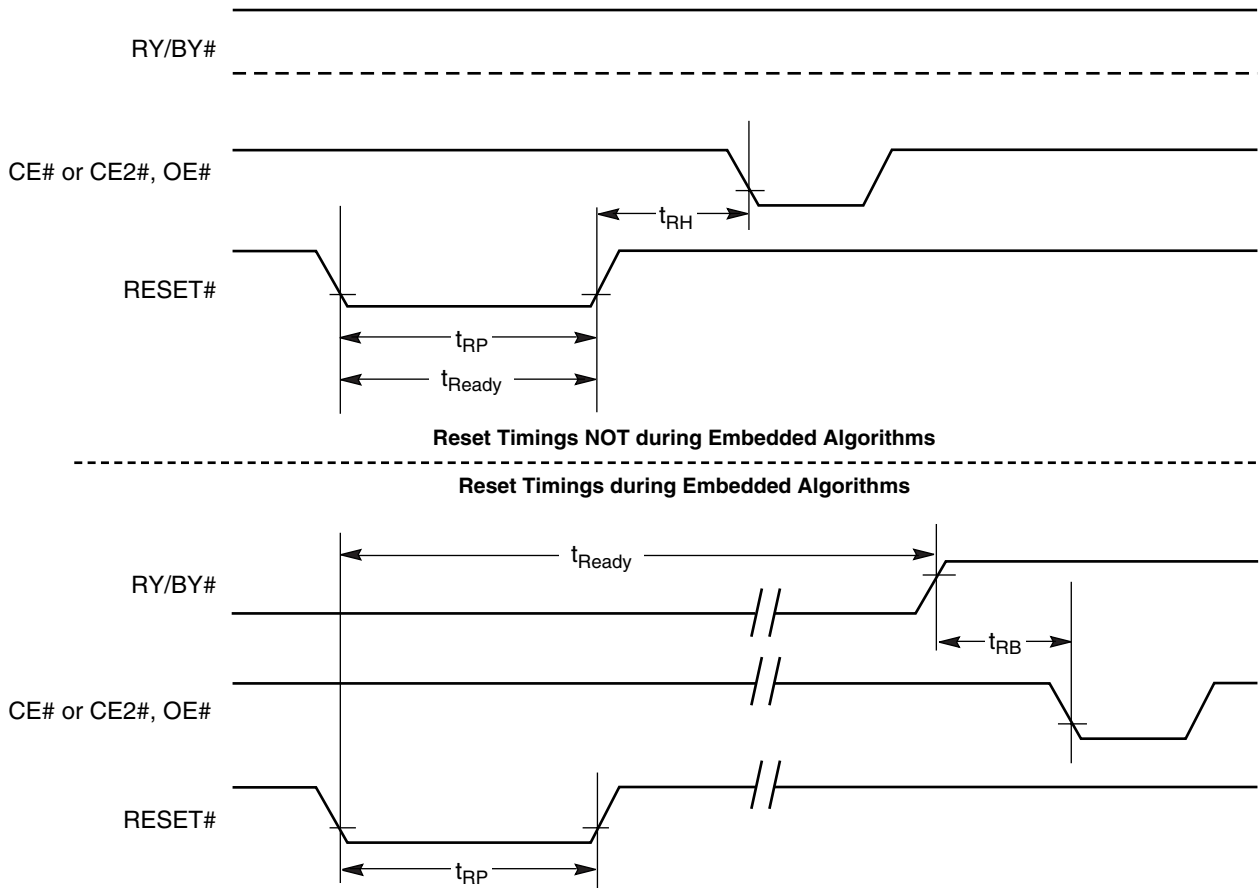 RY/BY#
CE# or CE2#, OE#
tRH
RESET#
tRP
tReady
Reset Timings NOT during Embedded Algorithms
Reset Timings during Embedded Algorithms
tReady
RY/BY#
tRB
CE# or CE2#, OE#
RESET#
tRP